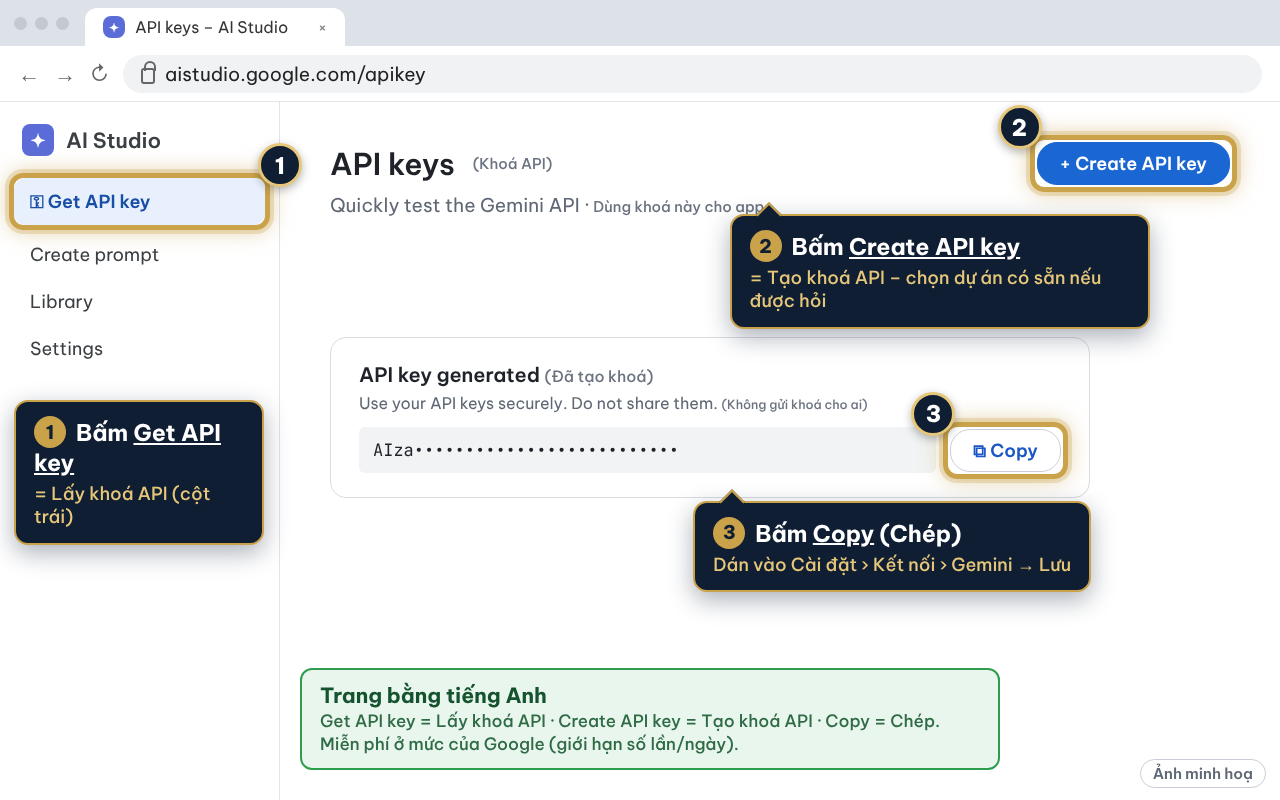 API keys – AI Studio ×
aistudio.google.com/apikey
AI Studio
1
Get API key
Create prompt
Library
Settings
1 Bấm Get API
key
= Lấy khoá API (cột
trái)
API keys (Khoá API)
2
+ Create API key
Quickly test the Gemini API · Dùng khoá này cho app
2 Bấm Create API key
= Tạo khoá API – chọn dự án có sẵn nếu
được hỏi
API key generated (Đã tạo khoá)
Use your API keys securely. Do not share them. (Không gửi khoá cho ai)
AIza••••••••••••••••••••••••••
3
Copy
3 Bấm Copy (Chép)
Dán vào Cài đặt › Kết nối › Gemini → Lưu
Trang bằng tiếng Anh
Get API key = Lấy khoá API · Create API key = Tạo khoá API · Copy = Chép.
Miễn phí ở mức của Google (giới hạn số lần/ngày).
Ảnh minh hoạ